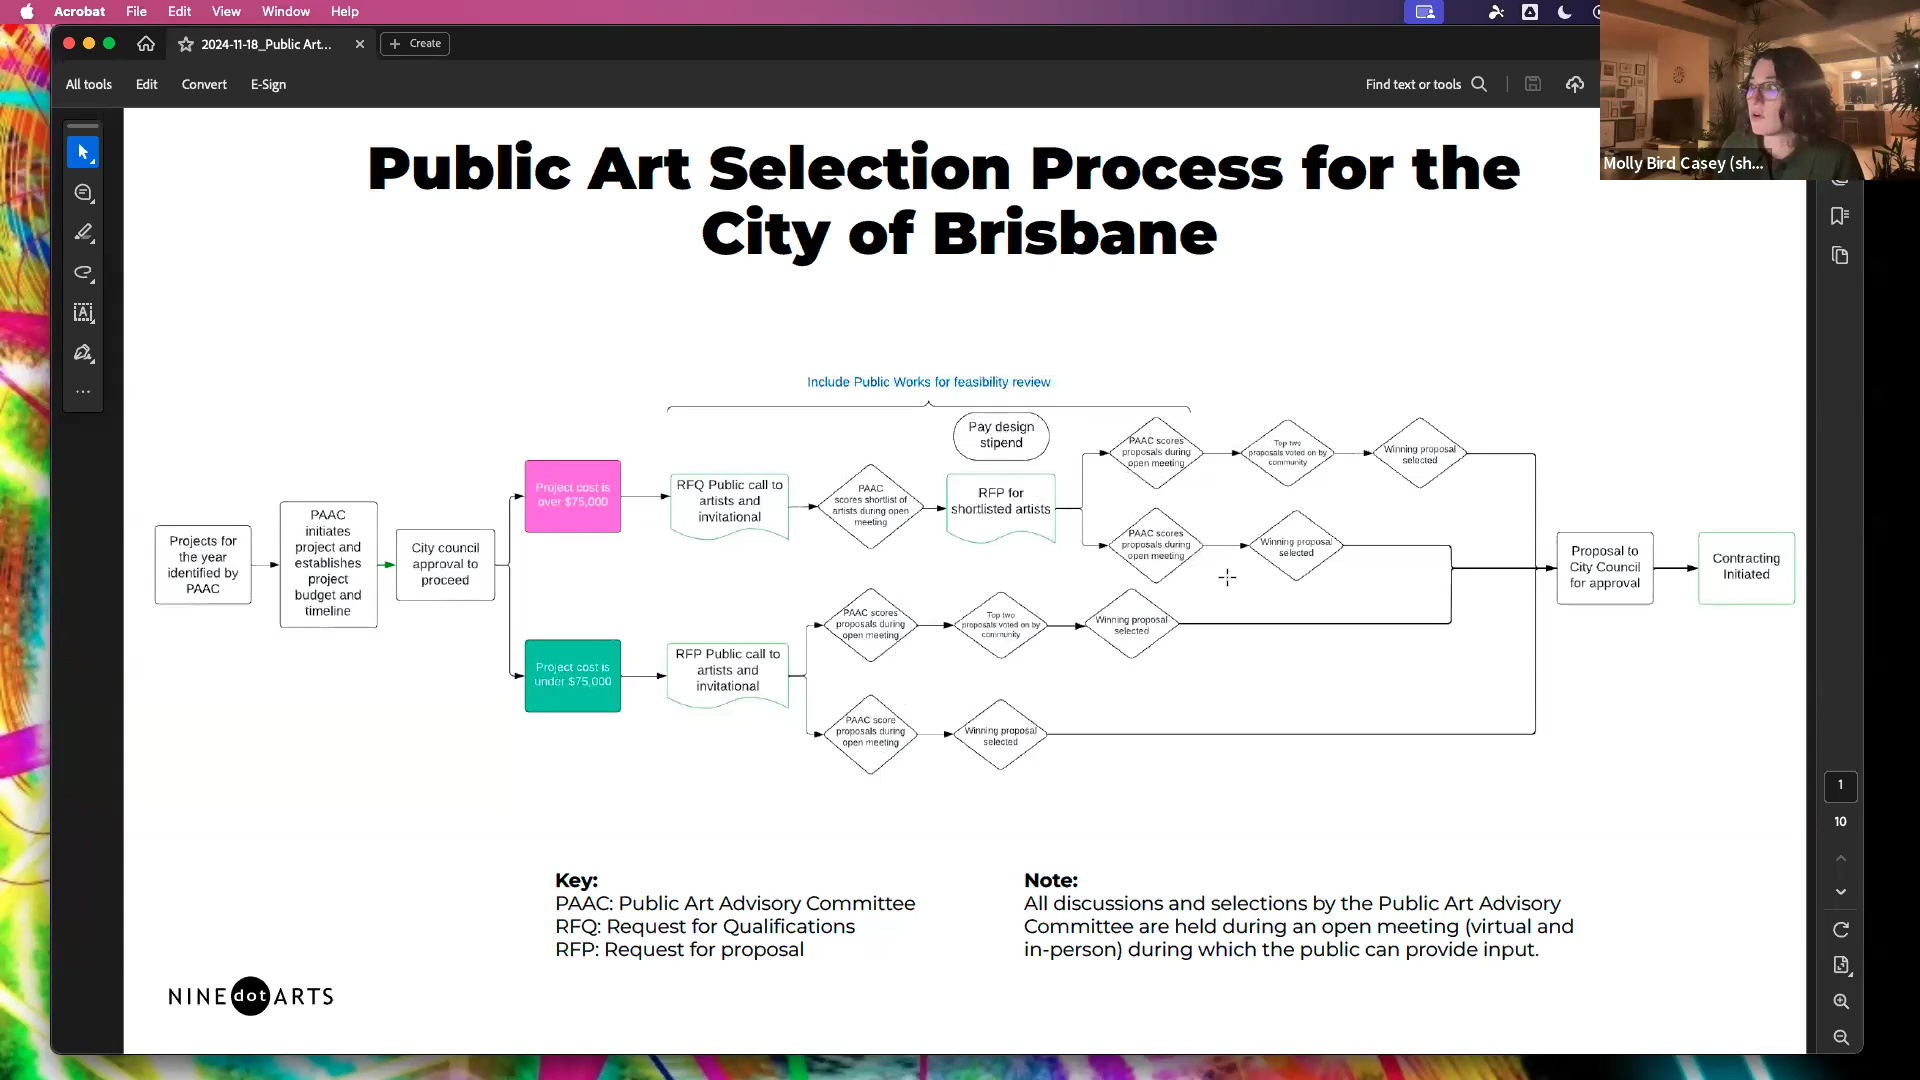 Acrobat File Edit View Window Help
2024-11-18_Public Art...
Create
All tools Edit Convert E-Sign
Find text or tools
Molly Bird Casey (sh...
Public Art Selection Process for the
City of Brisbane
Include Public Works for feasibility review
Projects for
the year
identified by
PAAC
PAAC
initiates
project and
establishes
project
budget and
timeline
City council
approval to
proceed
Project cost is
over $75,000
RFQ Public call to
artists and
invitational
PAAC
scores shortlist of
artists during open
meeting
Pay design
stipend
RFP for
shortlisted artists
PAAC scores
proposals during
open meeting
Top two
proposals voted on by
community
Winning proposal
selected
PAAC scores
proposals during
open meeting
Winning proposal
selected
Project cost is
under $75,000
RFP Public call to
artists and
invitational
PAAC scores
proposals during
open meeting
Top two
proposals voted on by
community
Winning proposal
selected
PAAC score
proposals during
open meeting
Winning proposal
selected
Proposal to
City Council
for approval
Contracting
Initiated
Key:
PAAC: Public Art Advisory Committee
RFQ: Request for Qualifications
RFP: Request for proposal
Note:
All discussions and selections by the Public Art Advisory
Committee are held during an open meeting (virtual and
in-person) during which the public can provide input.
NINE dot ARTS
1
10